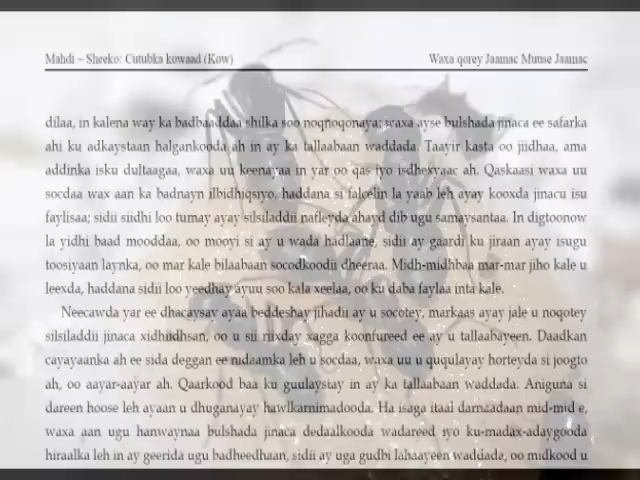 Mahdi – Sheeko: Cutubka kowaad (Kow)
Waxa qorey Jaamac Muuse Jaamac
dilaa, in kalena way ka badbaaddaa shilka soo noqnoqonaya; waxa ayse bulshada jinaca ee safarka
ahi ku adkaystaan halgankooda ah in ay ka tallaabaan waddada. Taayir kasta oo jiidhaa, ama
addinka isku dultaagaa, waxa uu keenayaa in yar oo qas iyo isdhexyaac ah. Qaskaasi waxa uu
socdaa wax aan ka badnayn ilbidhiqsiyo, haddana si falcelin la yaab leh ayay kooxda jinacu isu
faylisaa; sidii siidhi loo tumay ayay silsiladdii nafleyda ahayd dib ugu samaysantaa. In digtoonow
la yidhi baad mooddaa, oo mooyi si ay u wada hadlaane, sidii ay gaardi ku jiraan ayay isugu
toosiyaan laynka, oo mar kale bilaabaan socodkoodii dheeraa. Midh-midhbaa mar-mar jiho kale u
leexda, haddana sidii loo yeedhay ayuu soo kala xeelaa, oo ku daba faylaa inta kale.
Neecawda yar ee dhacaysay ayaa beddeshay jihadii ay u socotey, markaas ayay jale u noqotey
silsiladdii jinaca xidhiidhsan, oo u sii riixday xagga koonfureed ee ay u tallaabayeen. Daadkan
cayayaanka ah ee sida deggan ee nidaamka leh u socdaa, waxa uu u ququlayay horteyda si joogto
ah, oo aayar-aayar ah. Qaarkood baa ku guulaystay in ay ka tallaabaan waddada. Aniguna si
dareen hoose leh ayaan u dhuganayay hawlkarnimadooda. Ha isaga itaal darnaadaan mid-mid e,
waxa aan ugu hanwaynaa bulshada jinaca dedaalkooda wadareed iyo ku-madax-adaygooda
hiraalka leh in ay geerida ugu badheedhaan, sidii ay uga gudbi lahaayeen waddada, oo midkood u